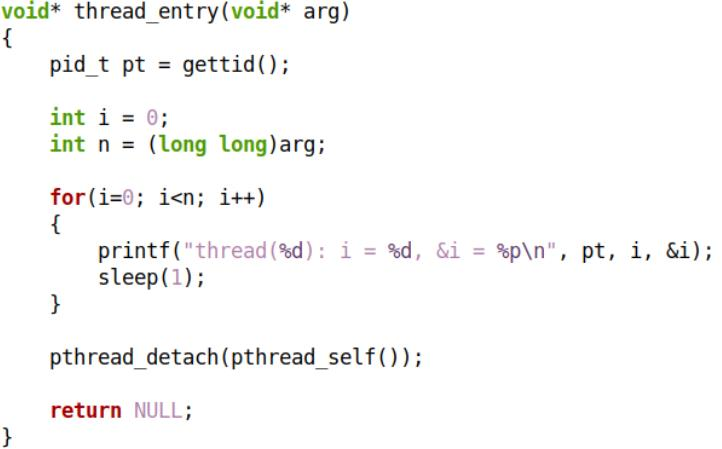 void* thread_entry(void* arg)
{
    pid_t pt = gettid();

    int i = 0;
    int n = (long long)arg;

    for(i=0; i<n; i++)
    {
        printf("thread(%d): i = %d, &i = %p\n", pt, i, &i);
        sleep(1);
    }

    pthread_detach(pthread_self());

    return NULL;
}